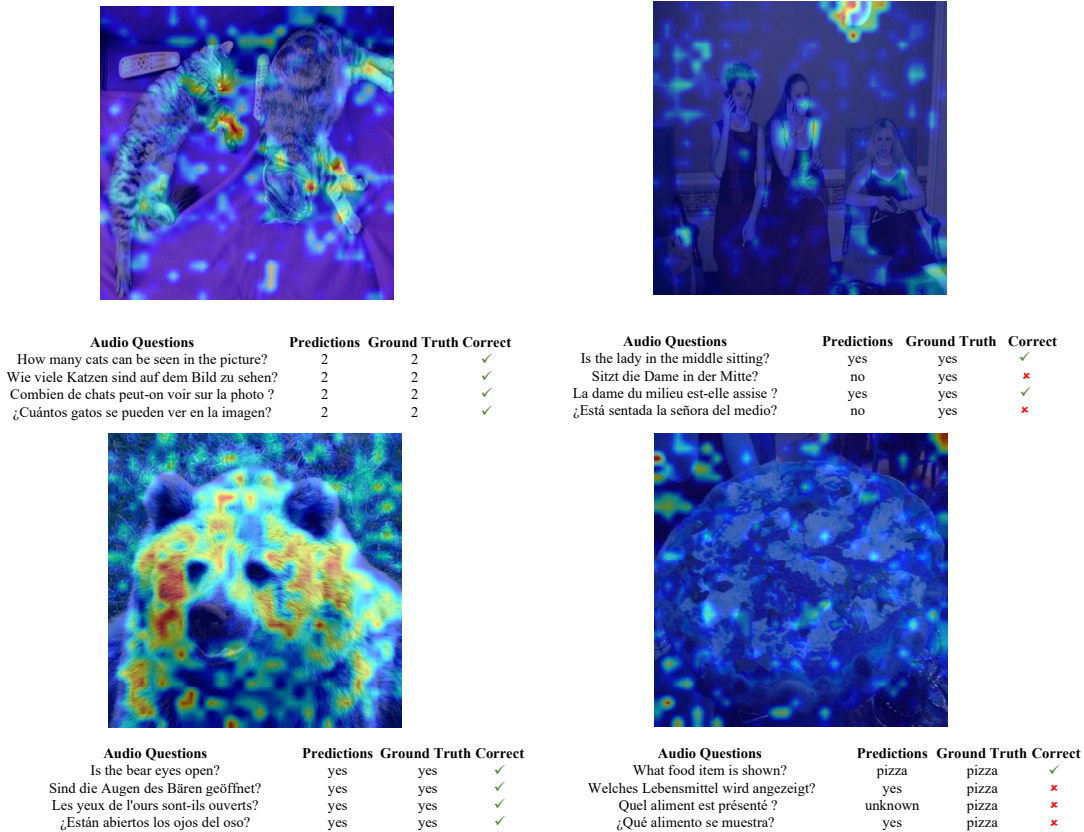 Audio Questions Predictions Ground Truth Correct
How many cats can be seen in the picture? 2 2 ✓
Wie viele Katzen sind auf dem Bild zu sehen? 2 2 ✓
Combien de chats peut-on voir sur la photo ? 2 2 ✓
¿Cuántos gatos se pueden ver en la imagen? 2 2 ✓
Audio Questions Predictions Ground Truth Correct
Is the lady in the middle sitting? yes yes ✓
Sitzt die Dame in der Mitte? no yes ✗
La dame du milieu est-elle assise ? yes yes ✓
¿Está sentada la señora del medio? no yes ✗
Audio Questions Predictions Ground Truth Correct
Is the bear eyes open? yes yes ✓
Sind die Augen des Bären geöffnet? yes yes ✓
Les yeux de l'ours sont-ils ouverts? yes yes ✓
¿Están abiertos los ojos del oso? yes yes ✓
Audio Questions Predictions Ground Truth Correct
What food item is shown? pizza pizza ✓
Welches Lebensmittel wird angezeigt? yes pizza ✗
Quel aliment est présenté ? unknown pizza ✗
¿Qué alimento se muestra? yes pizza ✗